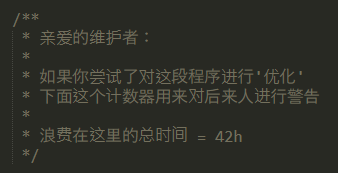 /**
 * 亲爱的维护者：
 *
 * 如果你尝试了对这段程序进行'优化'
 * 下面这个计数器用来对后来人进行警告
 *
 * 浪费在这里的总时间 = 42h
 */